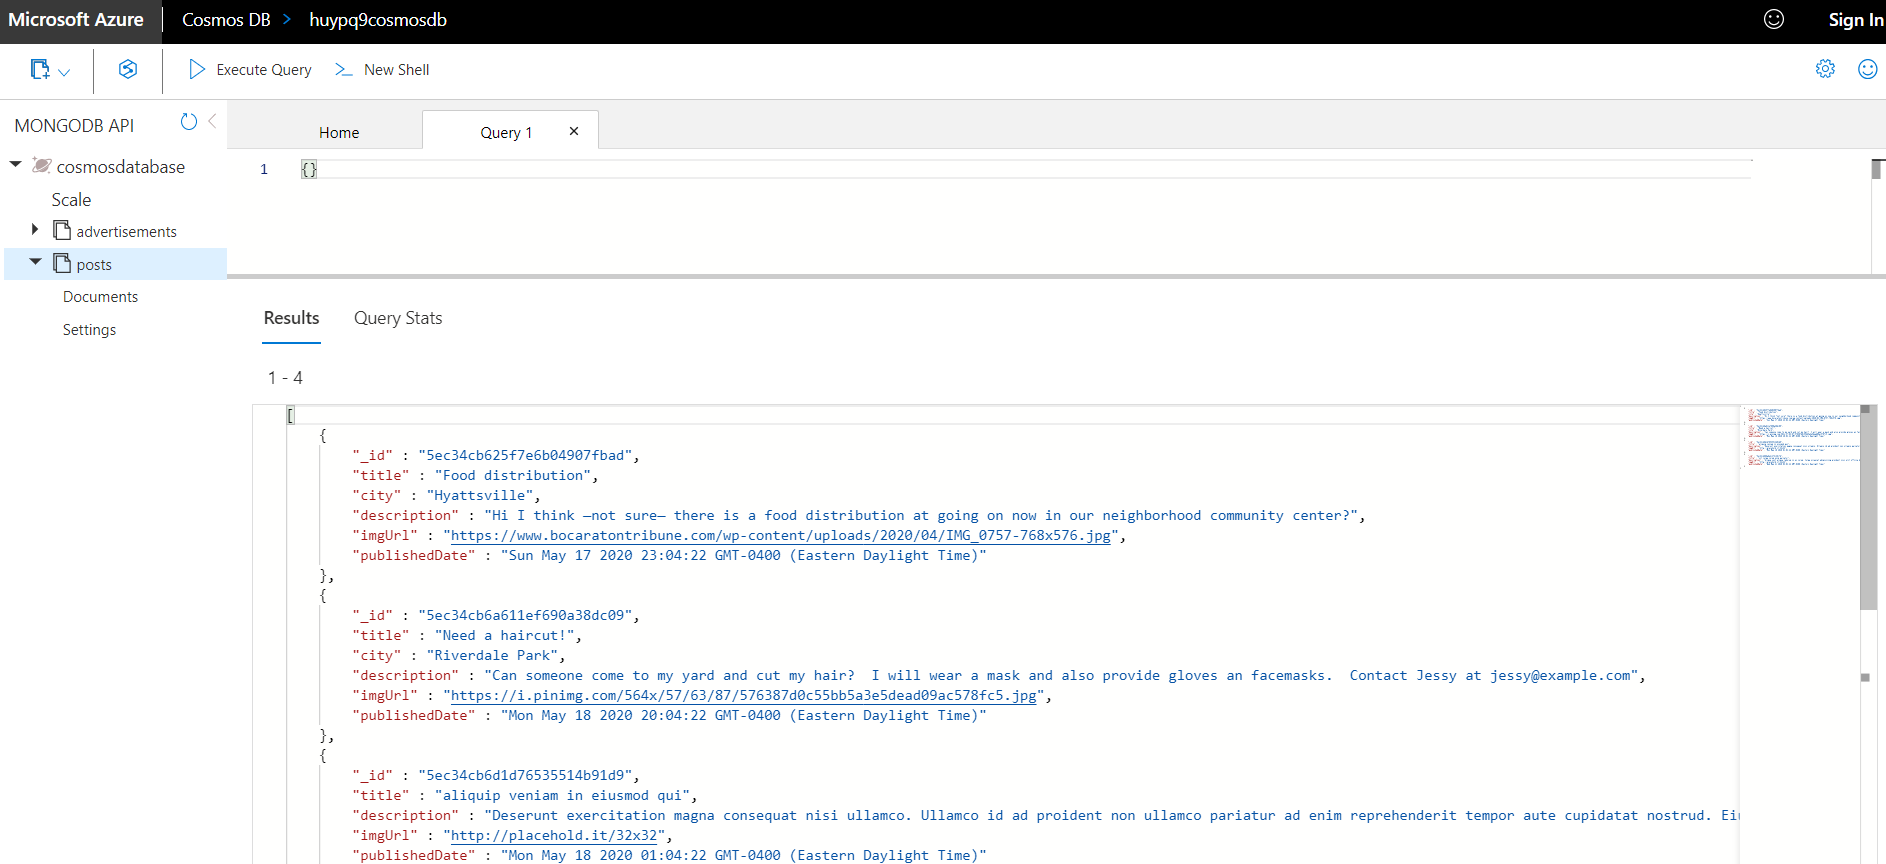 Microsoft Azure Cosmos DB > huypq9cosmosdb Sign In
Execute Query >_ New Shell
MONGODB API
cosmosdatabase
Scale
advertisements
posts
Documents
Settings
Home Query 1 ✕
1 {}
Results Query Stats
1 - 4
[
{
"_id" : "5ec34cb625f7e6b04907fbad",
"title" : "Food distribution",
"city" : "Hyattsville",
"description" : "Hi I think —not sure— there is a food distribution at going on now in our neighborhood community center?",
"imgUrl" : "https://www.bocaratontribune.com/wp-content/uploads/2020/04/IMG_0757-768x576.jpg",
"publishedDate" : "Sun May 17 2020 23:04:22 GMT-0400 (Eastern Daylight Time)"
},
{
"_id" : "5ec34cb6a611ef690a38dc09",
"title" : "Need a haircut!",
"city" : "Riverdale Park",
"description" : "Can someone come to my yard and cut my hair?  I will wear a mask and also provide gloves an facemasks.  Contact Jessy at jessy@example.com",
"imgUrl" : "https://i.pinimg.com/564x/57/63/87/576387d0c55bb5a3e5dead09ac578fc5.jpg",
"publishedDate" : "Mon May 18 2020 20:04:22 GMT-0400 (Eastern Daylight Time)"
},
{
"_id" : "5ec34cb6d1d76535514b91d9",
"title" : "aliquip veniam in eiusmod qui",
"description" : "Deserunt exercitation magna consequat nisi ullamco. Ullamco id ad proident non ullamco pariatur ad enim reprehenderit tempor aute cupidatat nostrud.
"imgUrl" : "http://placehold.it/32x32",
"publishedDate" : "Mon May 18 2020 01:04:22 GMT-0400 (Eastern Daylight Time)"